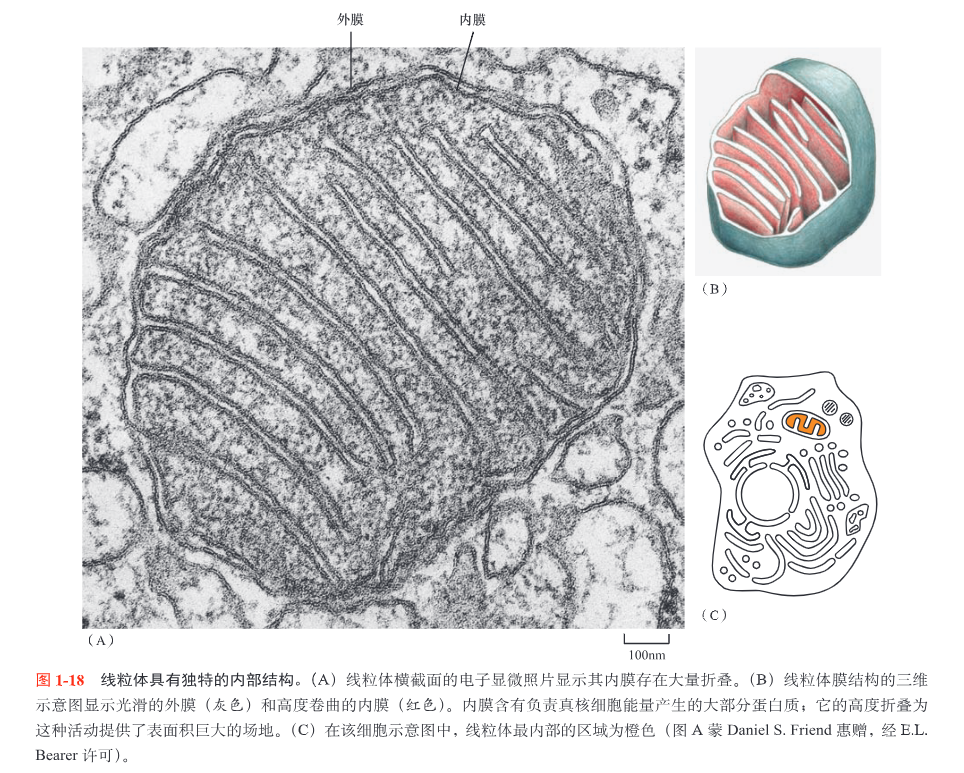 外膜 内膜
(B)
(C)
(A)
100nm
图 1-18 线粒体具有独特的内部结构。(A)线粒体横截面的电子显微照片显示其内膜存在大量折叠。(B)线粒体膜结构的三维
示意图显示光滑的外膜(灰色)和高度卷曲的内膜(红色)。内膜含有负责真核细胞能量产生的大部分蛋白质;它的高度折叠为
这种活动提供了表面积巨大的场地。(C)在该细胞示意图中,线粒体最内部的区域为橙色(图 A 蒙 Daniel S. Friend 惠赠,经 E.L.
Bearer 许可)。